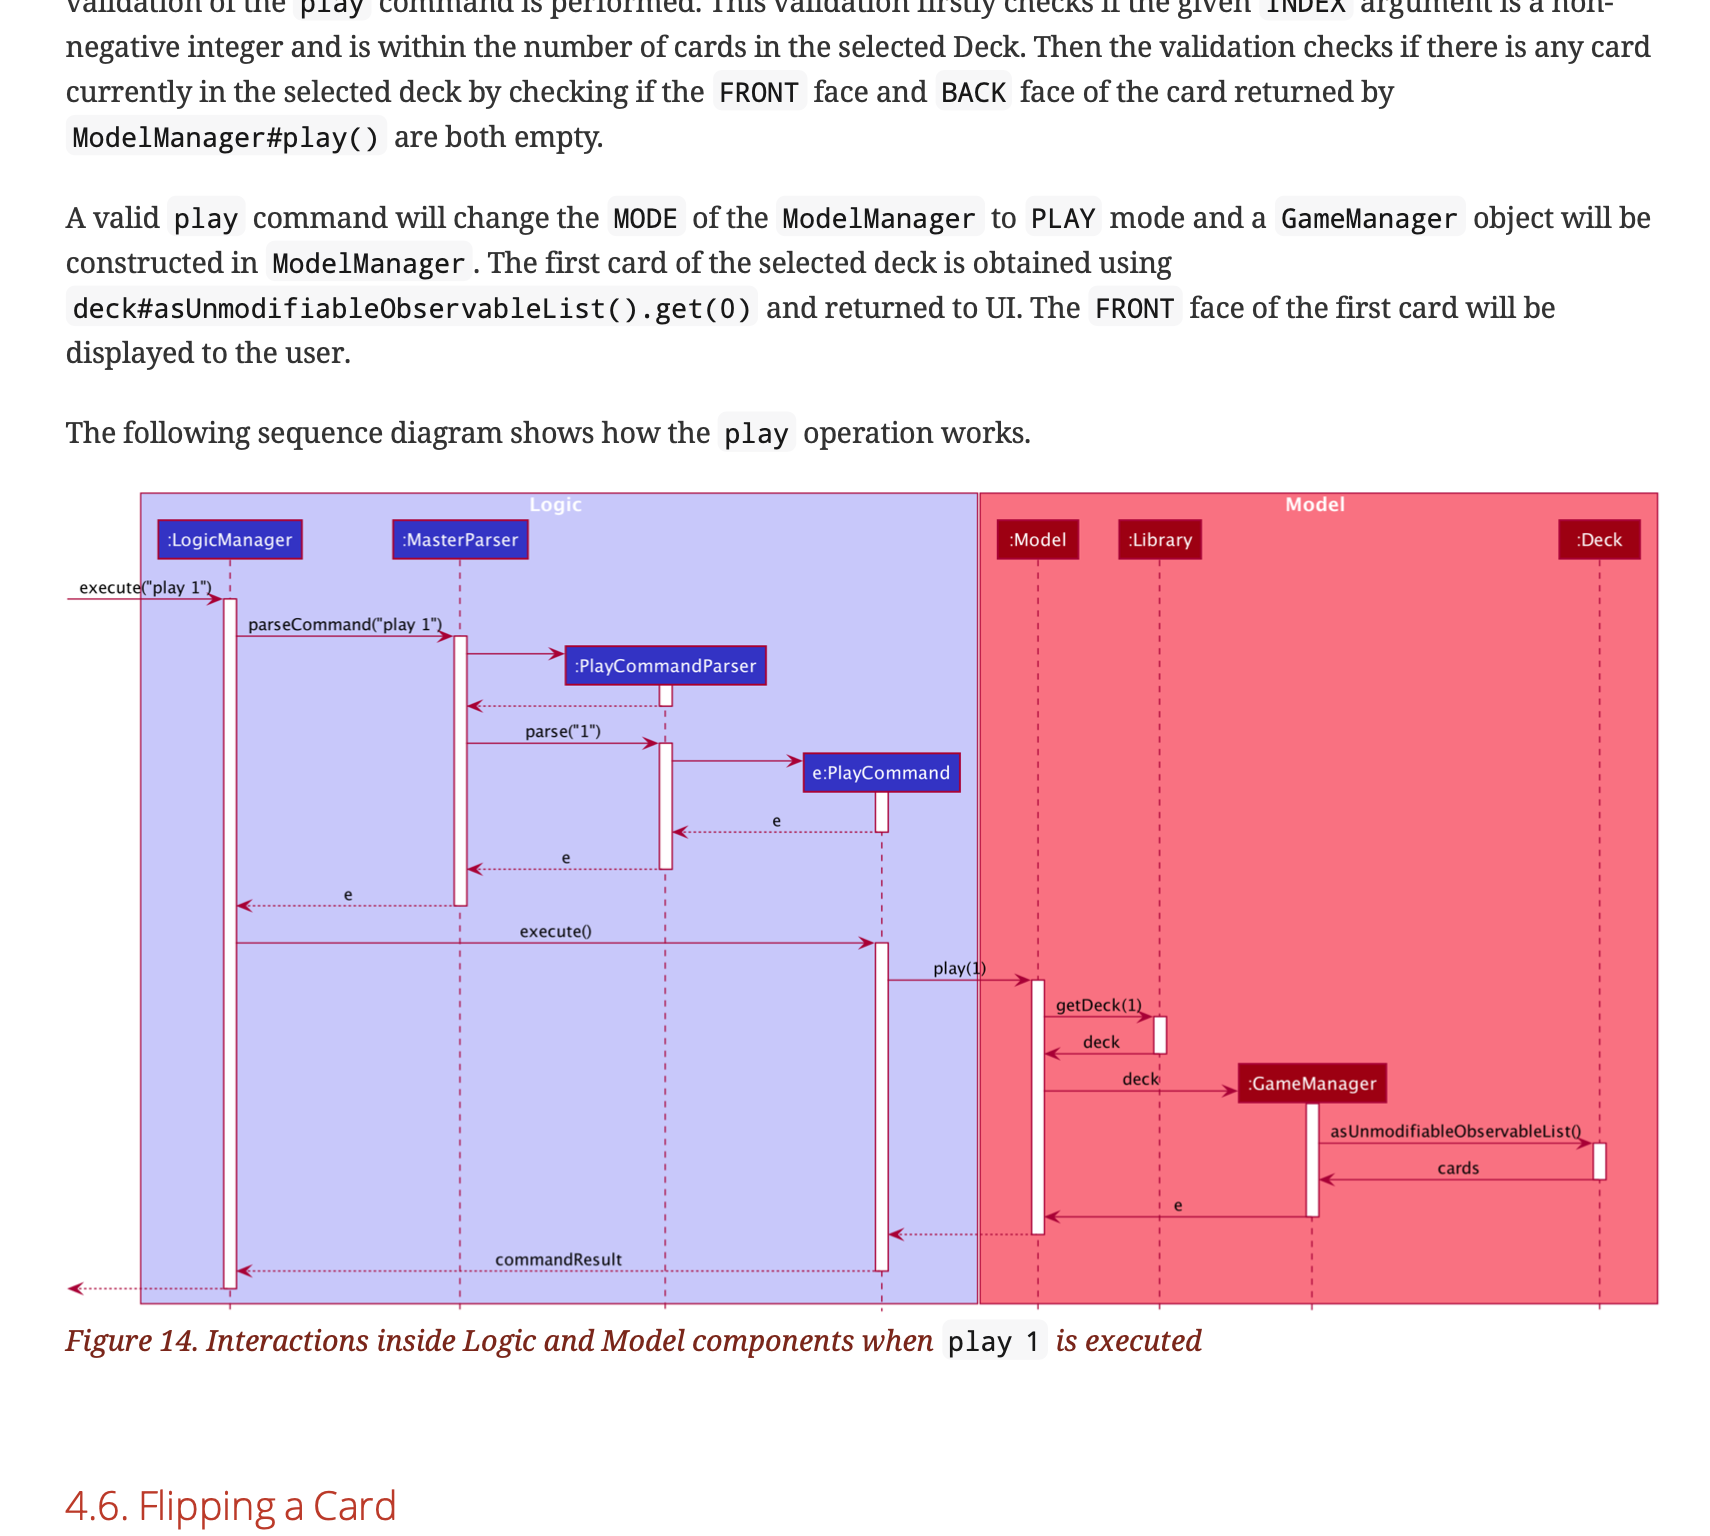 validation of the play command is performed. This validation firstly checks if the given INDEX argument is a non-
negative integer and is within the number of cards in the selected Deck. Then the validation checks if there is any card
currently in the selected deck by checking if the FRONT face and BACK face of the card returned by
ModelManager#play() are both empty.
A valid play command will change the MODE of the ModelManager to PLAY mode and a GameManager object will be
constructed in ModelManager. The first card of the selected deck is obtained using
deck#asUnmodifiableObservableList().get(0) and returned to UI. The FRONT face of the first card will be
displayed to the user.
The following sequence diagram shows how the play operation works.
Logic
Model
:LogicManager
:MasterParser
:Model
:Library
:Deck
execute("play 1")
parseCommand("play 1")
:PlayCommandParser
parse("1")
e:PlayCommand
e
e
e
execute()
play(1)
getDeck(1)
deck
deck
:GameManager
asUnmodifiableObservableList()
cards
e
commandResult
Figure 14. Interactions inside Logic and Model components when play 1 is executed
4.6. Flipping a Card